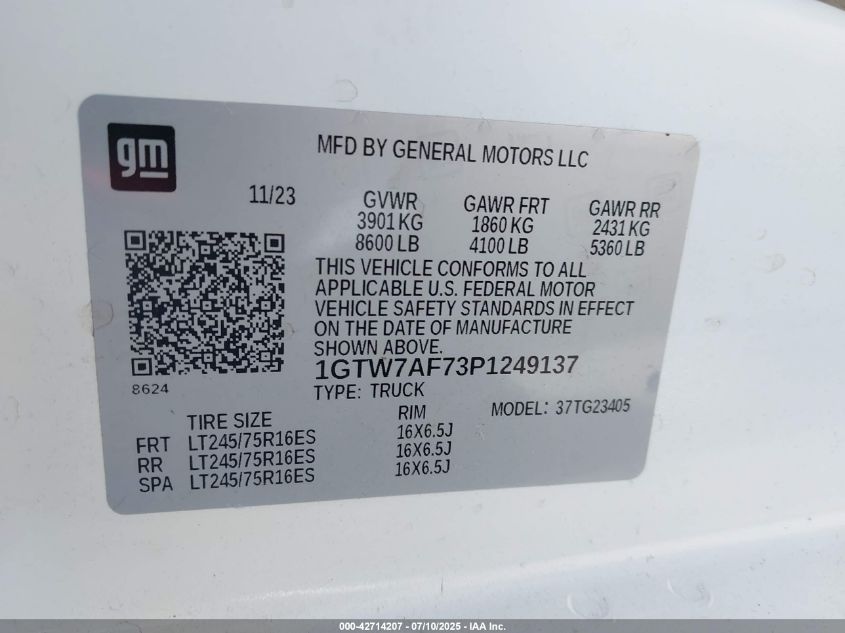 gm
MFD BY GENERAL MOTORS LLC
11/23
GVWR
3901 KG
8600 LB
GAWR FRT
1860 KG
4100 LB
GAWR RR
2431 KG
5360 LB
THIS VEHICLE CONFORMS TO ALL
APPLICABLE U.S. FEDERAL MOTOR
VEHICLE SAFETY STANDARDS IN EFFECT
ON THE DATE OF MANUFACTURE
SHOWN ABOVE.
1GTW7AF73P1249137
8624
TYPE: TRUCK
MODEL: 37TG23405
TIRE SIZE RIM
FRT LT245/75R16ES 16X6.5J
RR LT245/75R16ES 16X6.5J
SPA LT245/75R16ES 16X6.5J
000-42714207 - 07/10/2025 - IAA Inc.